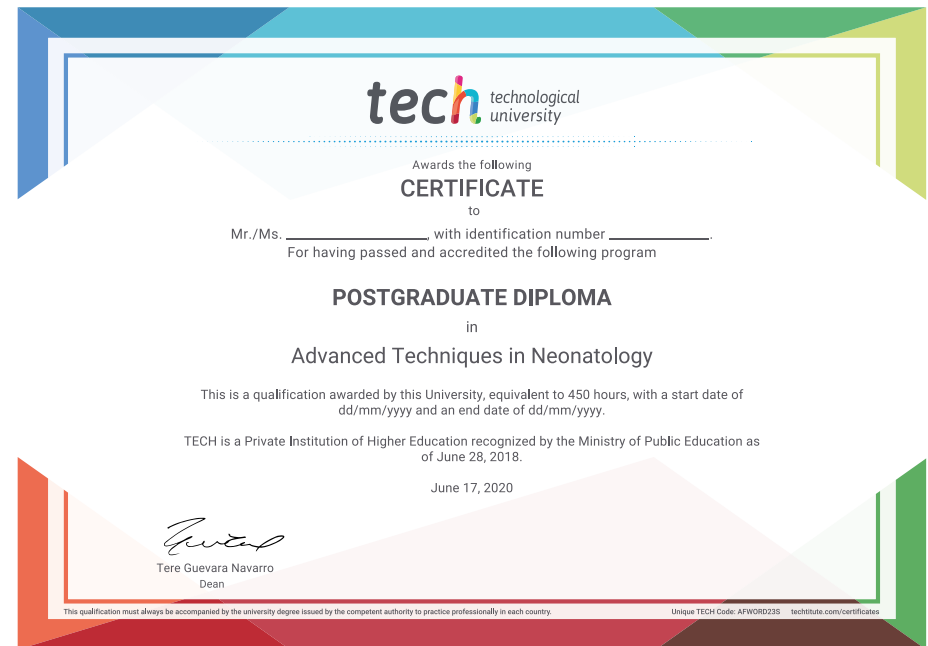 tech technological
university
Awards the following
CERTIFICATE
to
Mr./Ms. ____________________, with identification number ______________.
For having passed and accredited the following program
POSTGRADUATE DIPLOMA
in
Advanced Techniques in Neonatology
This is a qualification awarded by this University, equivalent to 450 hours, with a start date of
dd/mm/yyyy and an end date of dd/mm/yyyy.
TECH is a Private Institution of Higher Education recognized by the Ministry of Public Education as
of June 28, 2018.
June 17, 2020
Tere Guevara Navarro
Dean
This qualification must always be accompanied by the university degree issued by the competent authority to practice professionally in each country. Unique TECH Code: AFWORD23S techtitute.com/certificates